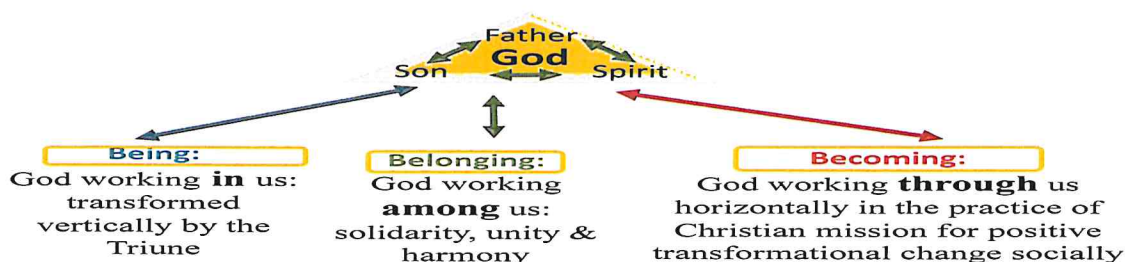 Father
God
Son
Spirit
Being:
God working in us:
transformed
vertically by the
Triune
Belonging:
God working
among us:
solidarity, unity &
harmony
Becoming:
God working through us
horizontally in the practice of
Christian mission for positive
transformational change socially